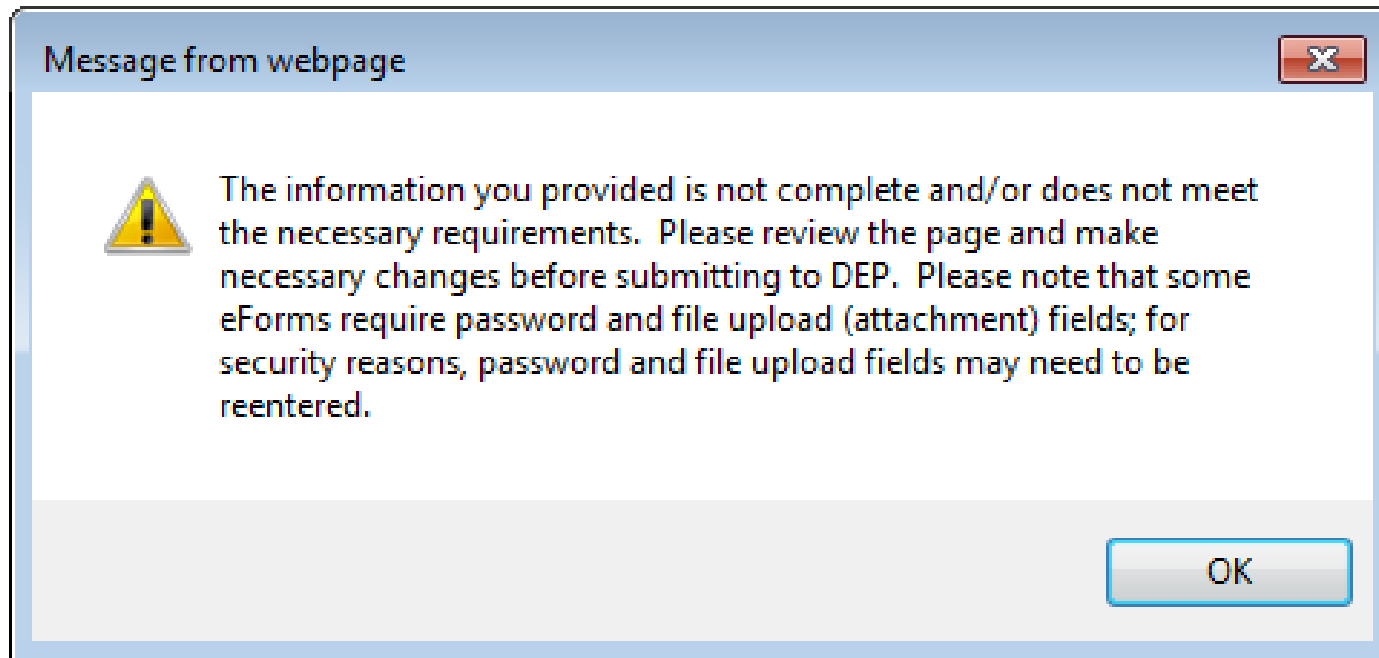 Message from webpage
The information you provided is not complete and/or does not meet
the necessary requirements.  Please review the page and make
necessary changes before submitting to DEP.  Please note that some
eForms require password and file upload (attachment) fields; for
security reasons, password and file upload fields may need to be
reentered.
OK